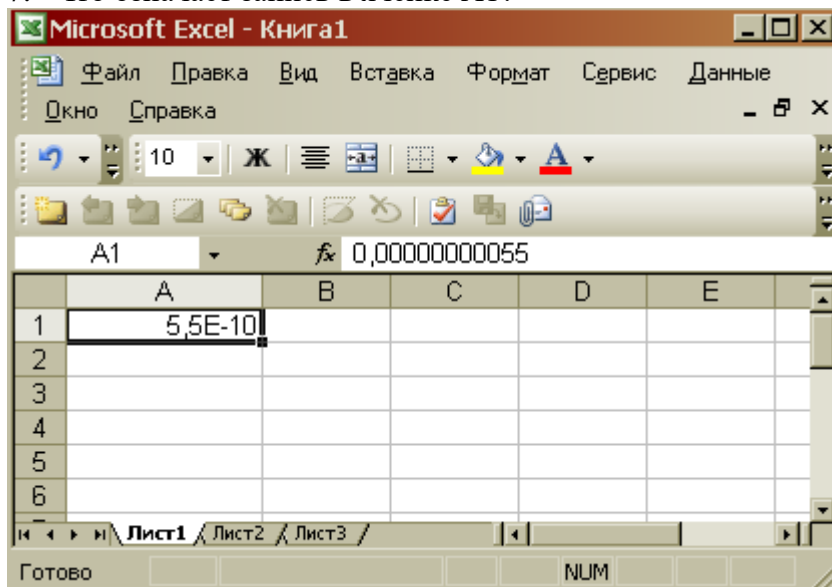 Microsoft Excel - Книга1
Файл Правка Вид Вставка Формат Сервис Данные
Окно Справка
10 Ж A
A1 fx 0,00000000055
A B C D E
1 5,5E-10
2
3
4
5
6
Лист1 Лист2 Лист3
Готово NUM